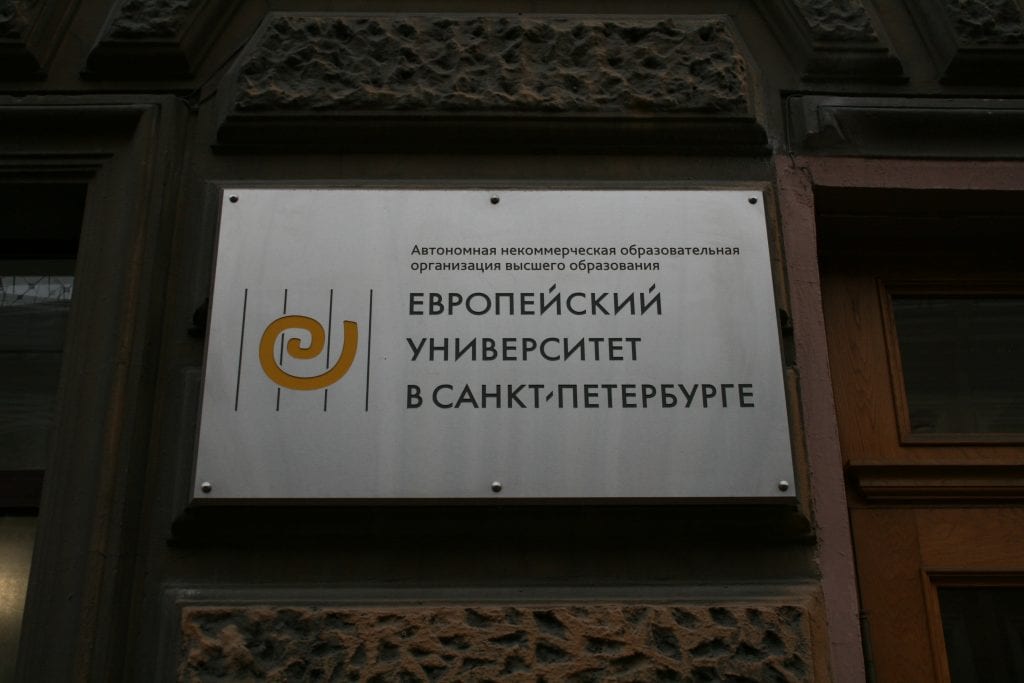 Автономная некоммерческая образовательная
организация высшего образования
ЕВРОПЕЙСКИЙ
УНИВЕРСИТЕТ
В САНКТ-ПЕТЕРБУРГЕ